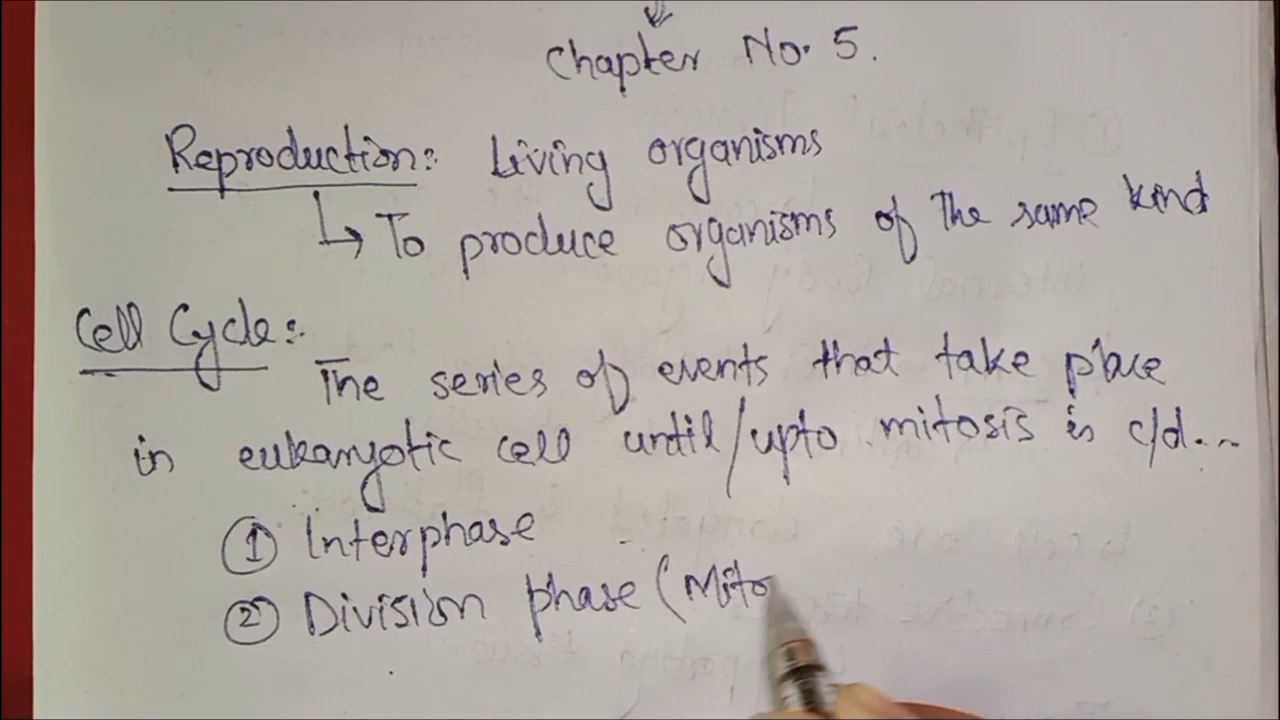 Chapter No. 5.
Reproduction: Living organisms
↳ To produce organisms of the same kind
Cell Cycle:
The series of events that take place
in eukaryotic cell until/upto mitosis is c/d...
① Interphase
② Division phase (Mito